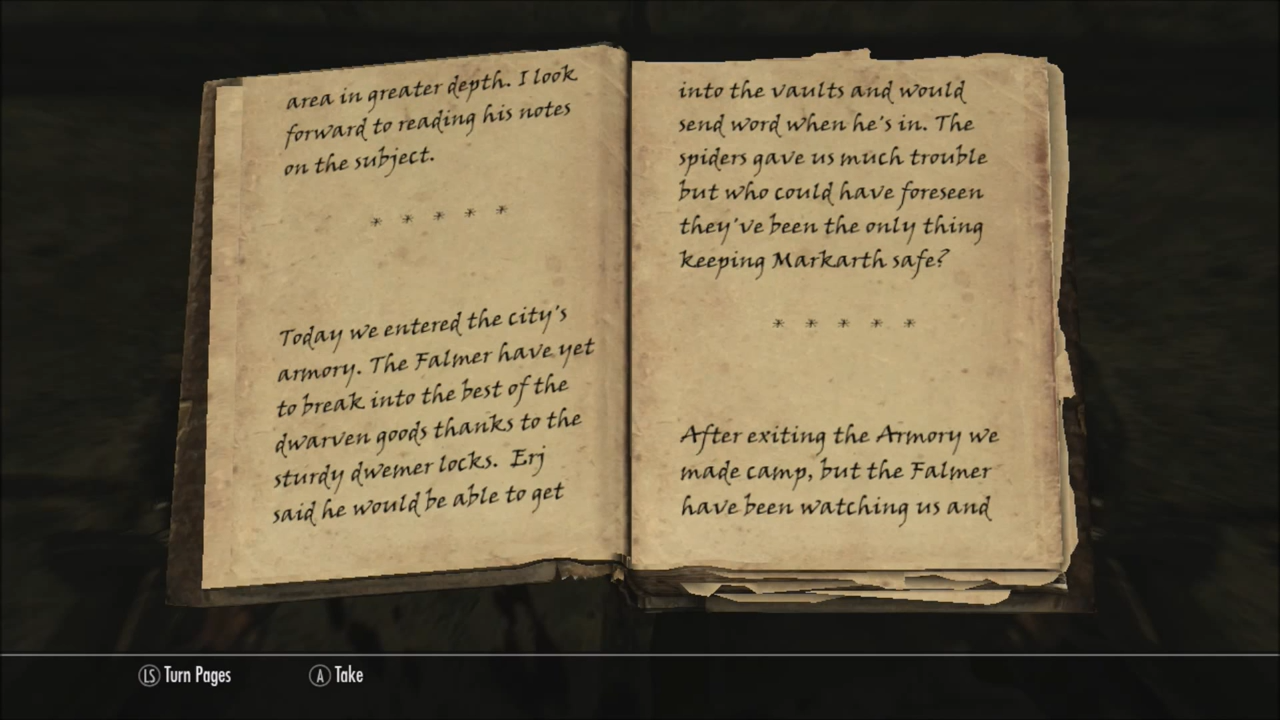 area in greater depth. I look
forward to reading his notes
on the subject.
* * * * *
Today we entered the city's
armory. The Falmer have yet
to break into the best of the
dwarven goods thanks to the
sturdy dwemer locks. Erj
said he would be able to get
into the vaults and would
send word when he's in. The
spiders gave us much trouble
but who could have foreseen
they've been the only thing
keeping Markarth safe?
* * * * *
After exiting the Armory we
made camp, but the Falmer
have been watching us and
LS Turn Pages
A Take